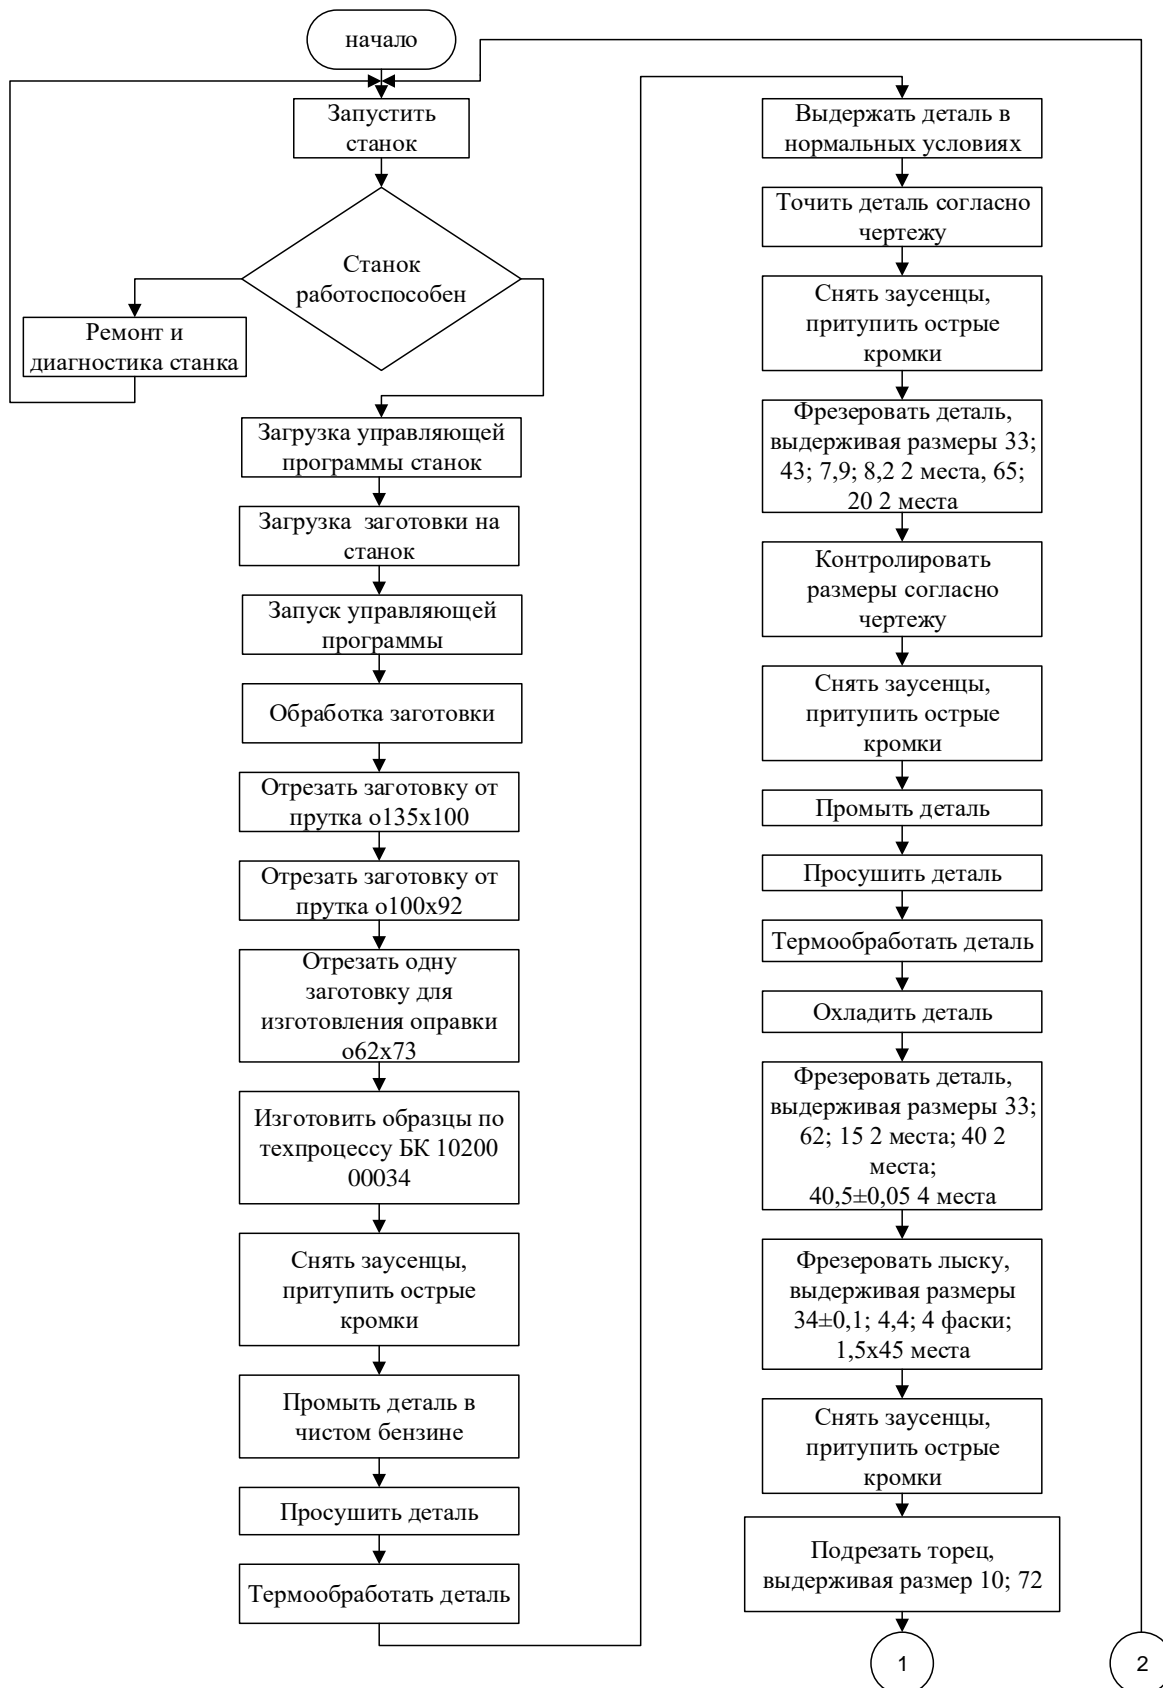 начало
Запустить
станок
Станок
работоспособен
Ремонт и
диагностика станка
Загрузка управляющей
программы станок
Загрузка заготовки на
станок
Запуск управляющей
программы
Обработка заготовки
Отрезать заготовку от
прутка о135х100
Отрезать заготовку от
прутка о100х92
Отрезать одну
заготовку для
изготовления оправки
о62х73
Изготовить образцы по
техпроцессу БК 10200
00034
Снять заусенцы,
притупить острые
кромки
Промыть деталь в
чистом бензине
Просушить деталь
Термообработать деталь
Выдержать деталь в
нормальных условиях
Точить деталь согласно
чертежу
Снять заусенцы,
притупить острые
кромки
Фрезеровать деталь,
выдерживая размеры 33;
43; 7,9; 8,2 2 места, 65;
20 2 места
Контролировать
размеры согласно
чертежу
Снять заусенцы,
притупить острые
кромки
Промыть деталь
Просушить деталь
Термообработать деталь
Охладить деталь
Фрезеровать деталь,
выдерживая размеры 33;
62; 15 2 места; 40 2
места;
40,5±0,05 4 места
Фрезеровать лыску,
выдерживая размеры
34±0,1; 4,4; 4 фаски;
1,5х45 места
Снять заусенцы,
притупить острые
кромки
Подрезать торец,
выдерживая размер 10; 72
1
2